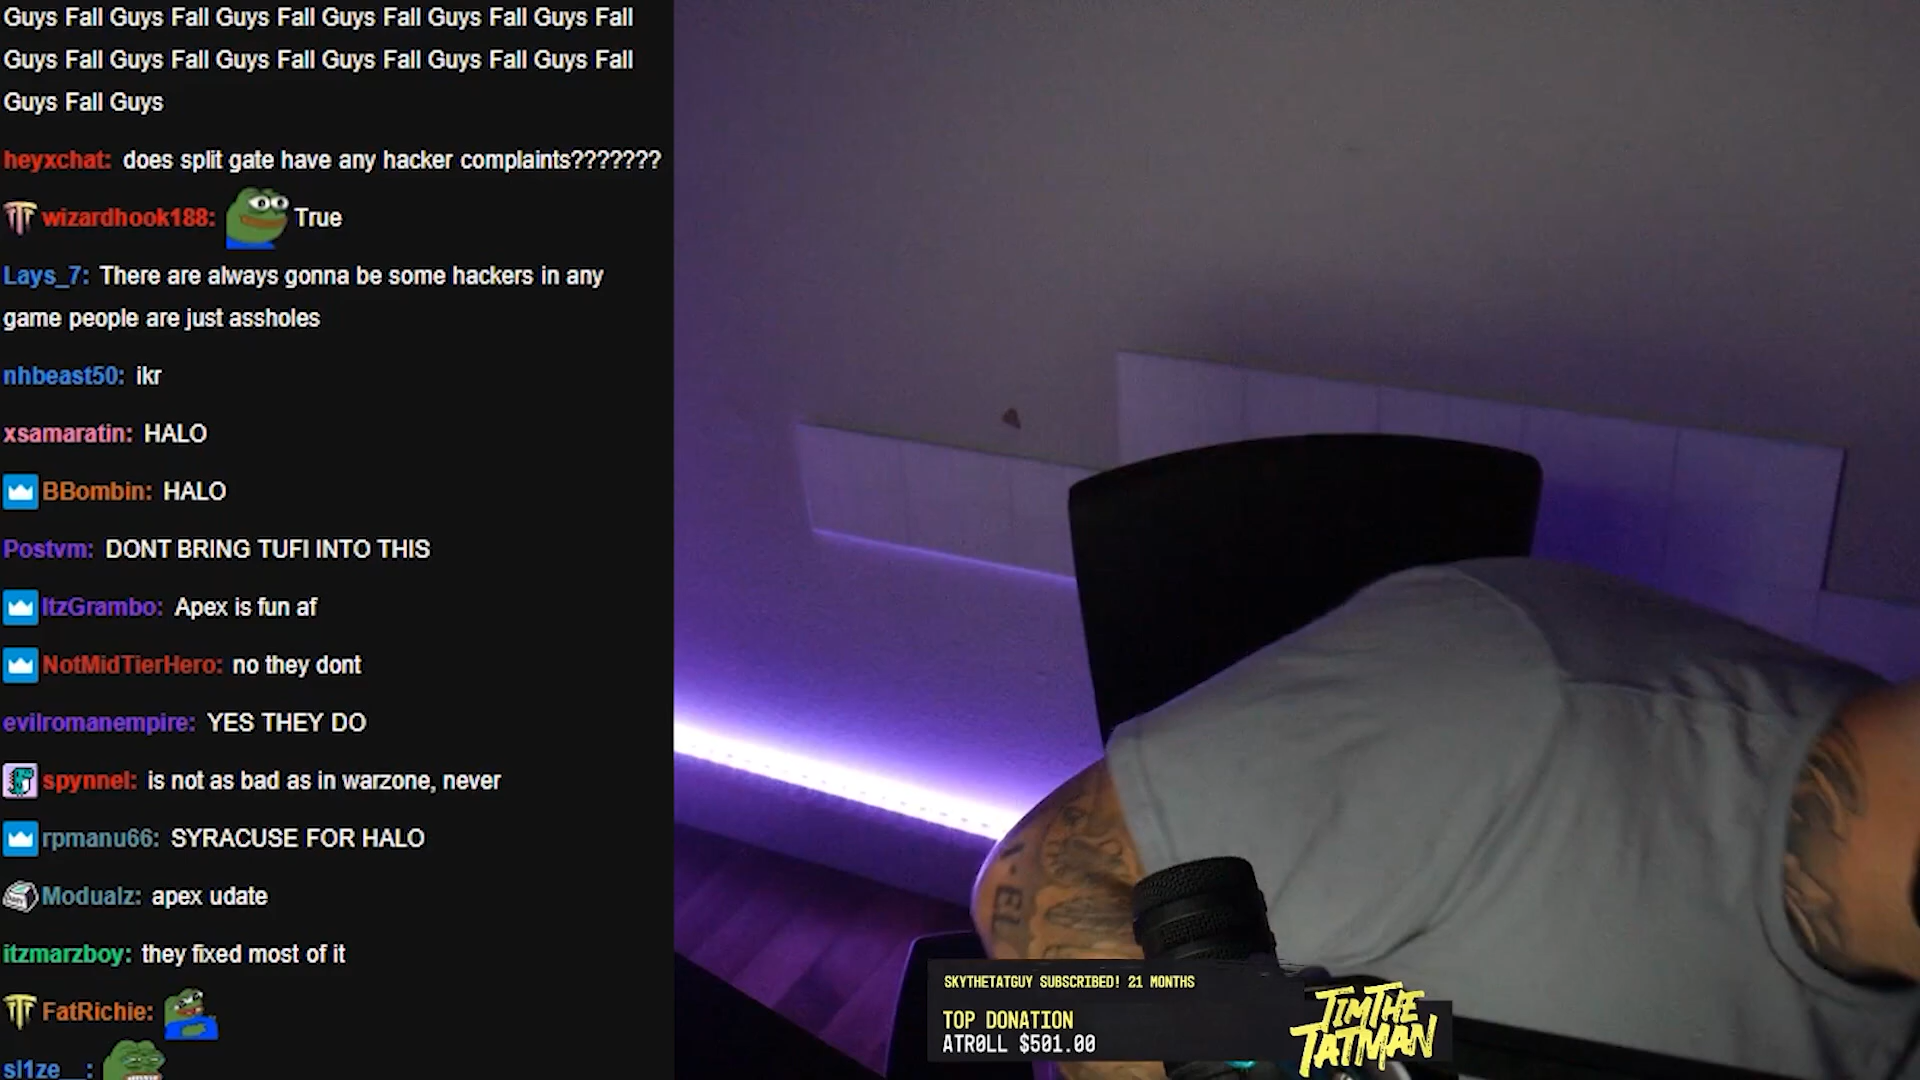 Guys Fall Guys Fall Guys Fall Guys Fall Guys Fall Guys Fall
Guys Fall Guys Fall Guys Fall Guys Fall Guys Fall Guys Fall
Guys Fall Guys
heyxchat: does split gate have any hacker complaints???????
wizardhook188: True
Lays_7: There are always gonna be some hackers in any
game people are just assholes
nhbeast50: ikr
xsamaratin: HALO
BBombin: HALO
Postvm: DONT BRING TUFI INTO THIS
ItzGrambo: Apex is fun af
NotMidTierHero: no they dont
evilromanempire: YES THEY DO
spynnel: is not as bad as in warzone, never
rpmanu66: SYRACUSE FOR HALO
Modualz: apex udate
itzmarzboy: they fixed most of it
FatRichie:
sl1ze__:
SKYTHETATGUY SUBSCRIBED! 21 MONTHS
TOP DONATION
ATR0LL $501.00
TIMTHE
TATMAN